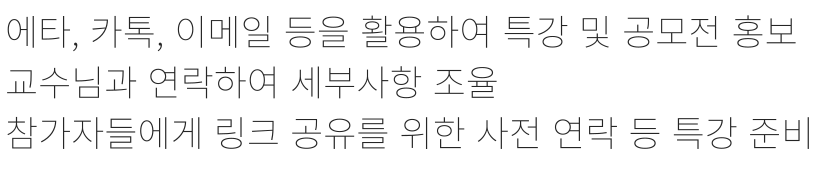 에타, 카톡, 이메일 등을 활용하여 특강 및 공모전 홍보
교수님과 연락하여 세부사항 조율
참가자들에게 링크 공유를 위한 사전 연락 등 특강 준비